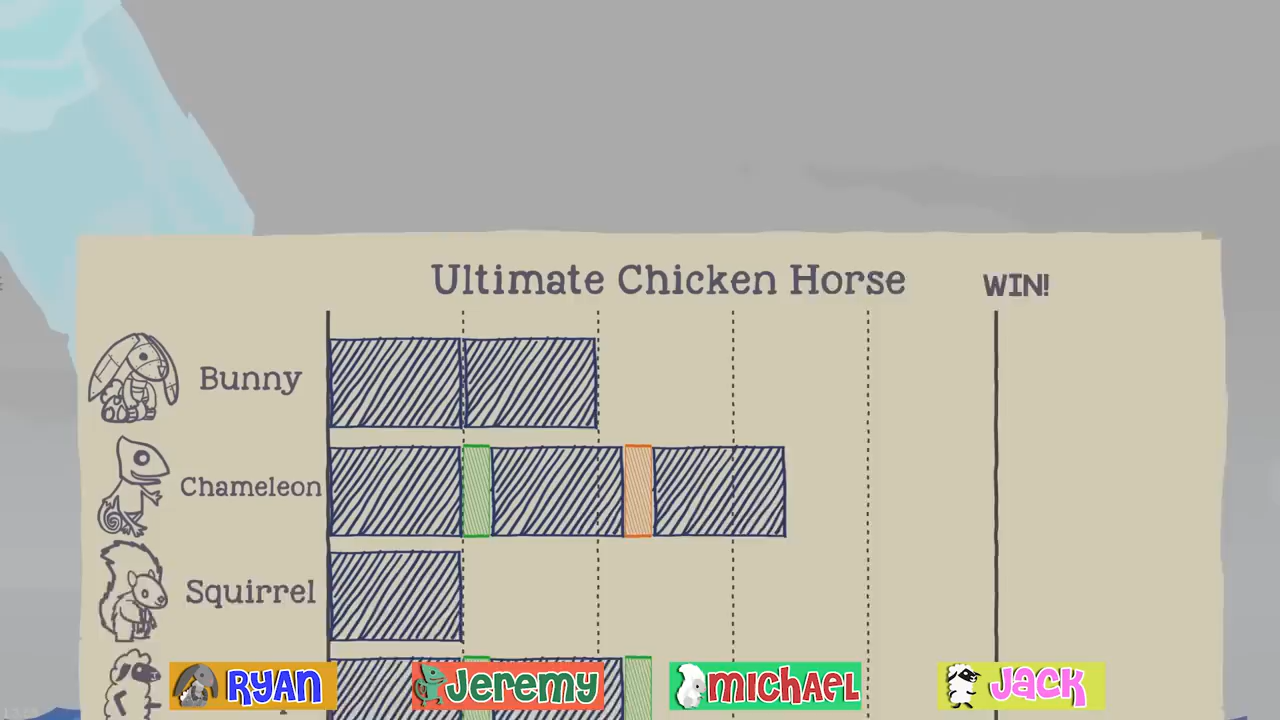 Ultimate Chicken Horse
WIN!
Bunny
Chameleon
Squirrel
RYAN
Jeremy
michael
Jack